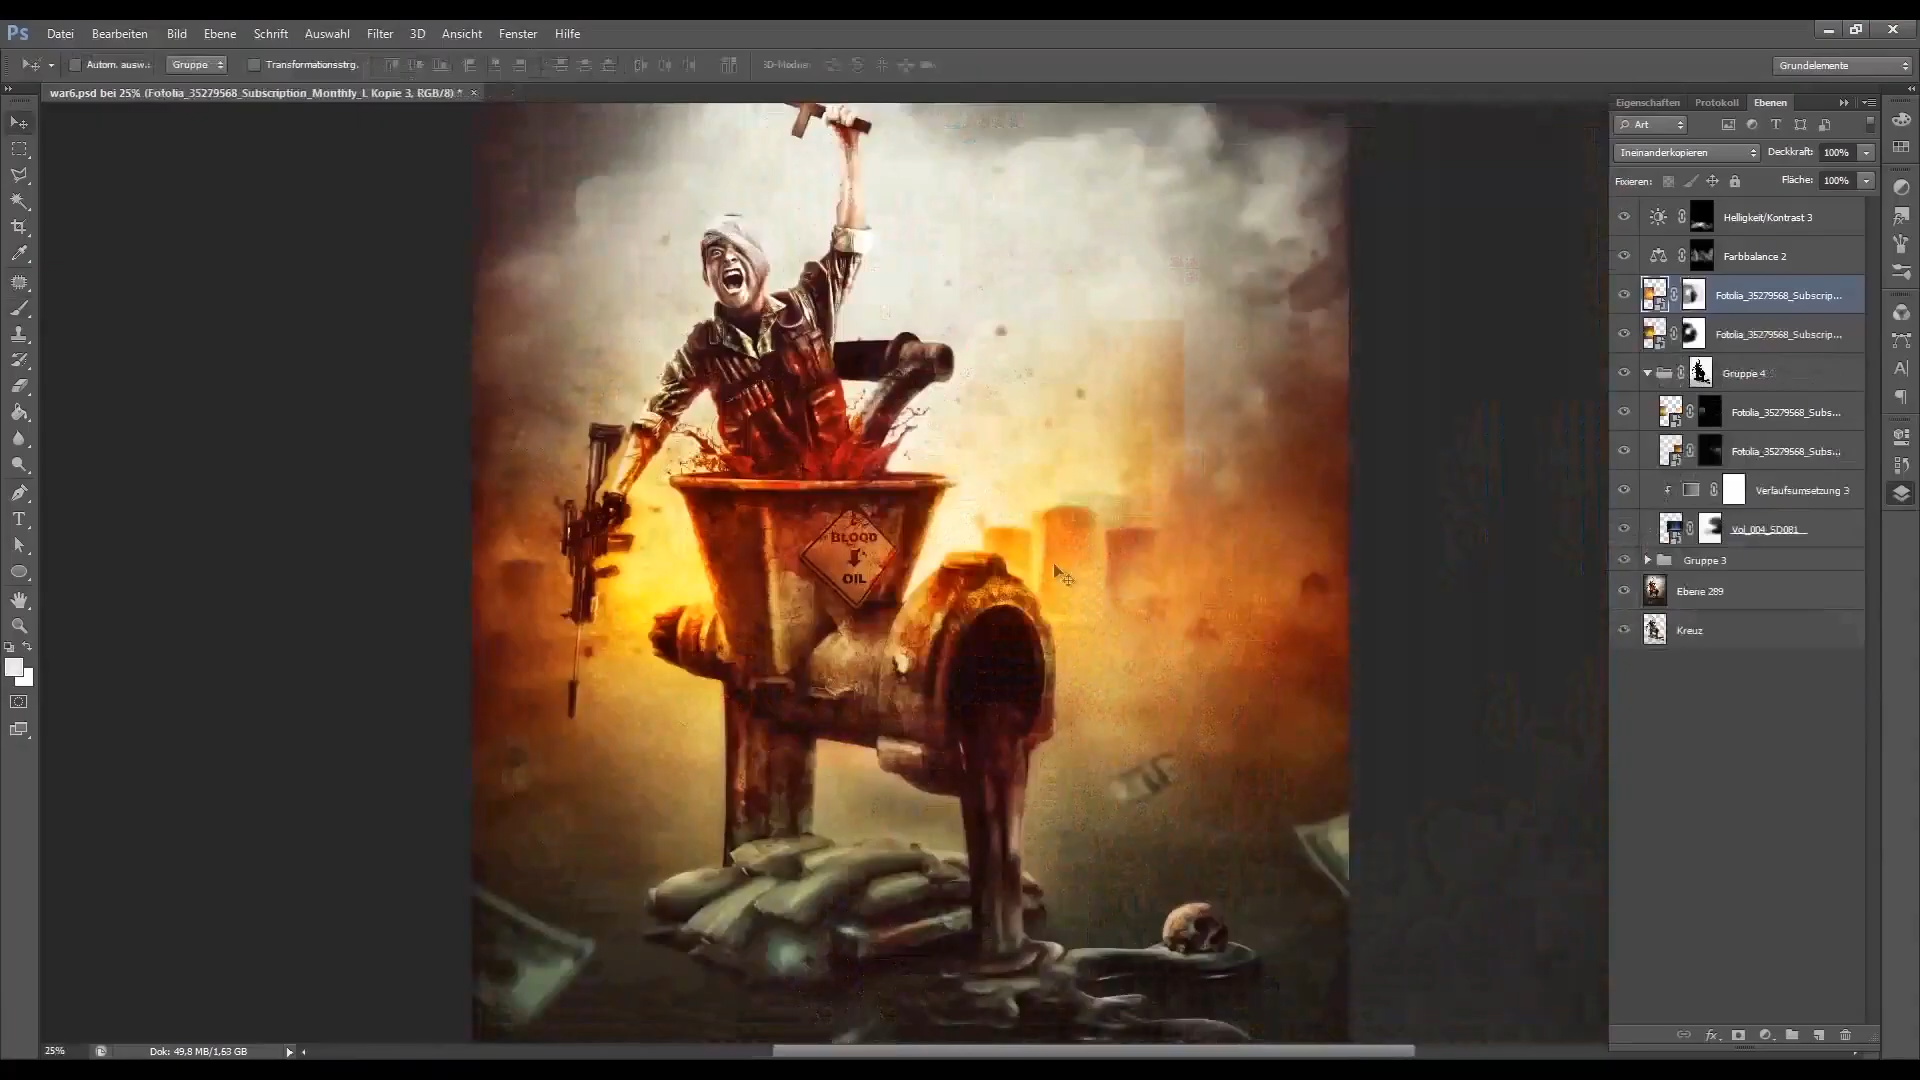 Ps Datei Bearbeiten Bild Ebene Schrift Auswahl Filter 3D Ansicht Fenster Hilfe
Autom. ausw.: Gruppe Transformationsstrg. 3D-Modus: Grundelemente
war6.psd bei 25% (Fotolia_35279568_Subscription_Monthly_L Kopie 3, RGB/8) *
Eigenschaften Protokoll Ebenen
Art
Ineinanderkopieren Deckkraft: 100%
Fixieren: Fläche: 100%
Helligkeit/Kontrast 3
Farbbalance 2
Fotolia_35279568_Subscrip...
Fotolia_35279568_Subscrip...
Gruppe 4
Fotolia_35279568_Subs...
Fotolia_35279568_Subs...
Verlaufsumsetzung 3
Vol_004_SD081
Gruppe 3
Ebene 289
Kreuz
BLOOD
OIL
25% Dok: 49,8 MB/1,63 GB